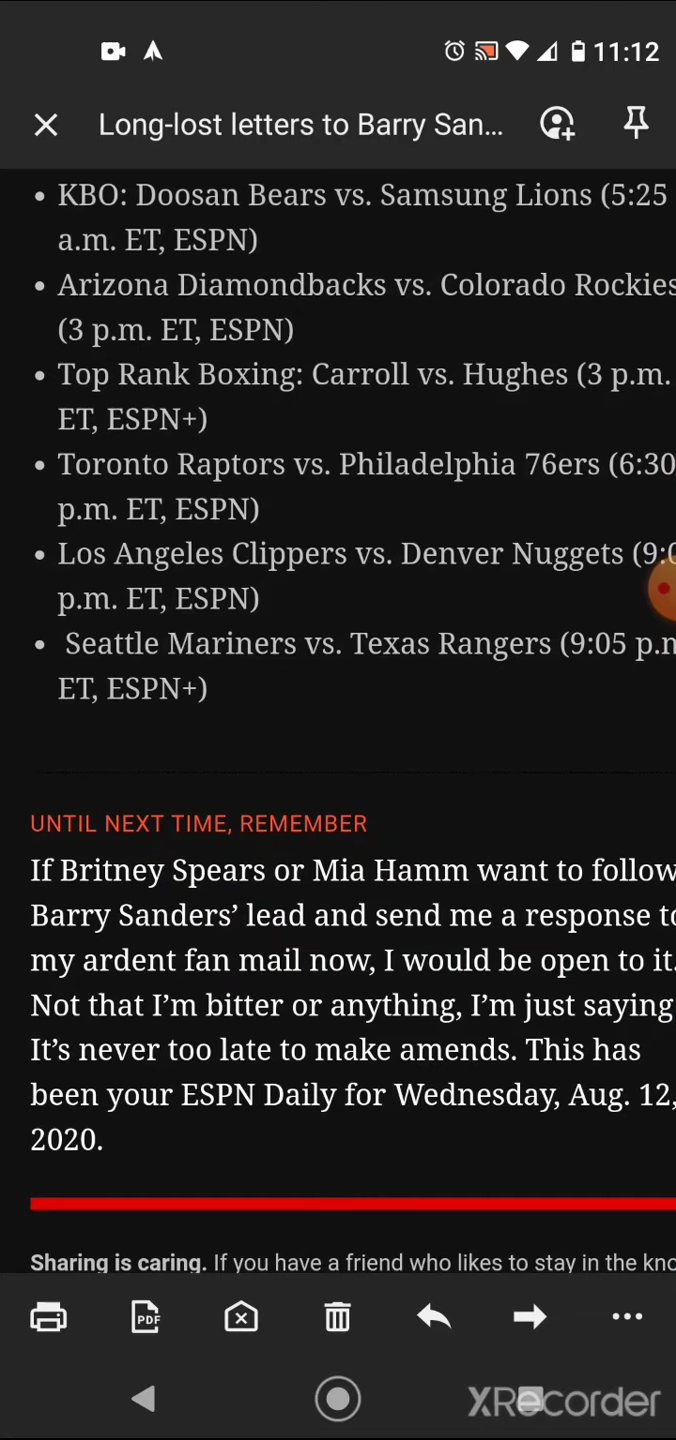 11:12
Long-lost letters to Barry San...
• KBO: Doosan Bears vs. Samsung Lions (5:25
a.m. ET, ESPN)
• Arizona Diamondbacks vs. Colorado Rockies
(3 p.m. ET, ESPN)
• Top Rank Boxing: Carroll vs. Hughes (3 p.m.
ET, ESPN+)
• Toronto Raptors vs. Philadelphia 76ers (6:30
p.m. ET, ESPN)
• Los Angeles Clippers vs. Denver Nuggets (9:0
p.m. ET, ESPN)
• Seattle Mariners vs. Texas Rangers (9:05 p.m
ET, ESPN+)
UNTIL NEXT TIME, REMEMBER
If Britney Spears or Mia Hamm want to follow
Barry Sanders’ lead and send me a response to
my ardent fan mail now, I would be open to it.
Not that I’m bitter or anything, I’m just saying
It’s never too late to make amends. This has
been your ESPN Daily for Wednesday, Aug. 12,
2020.
Sharing is caring. If you have a friend who likes to stay in the kno
PDF
XRecorder